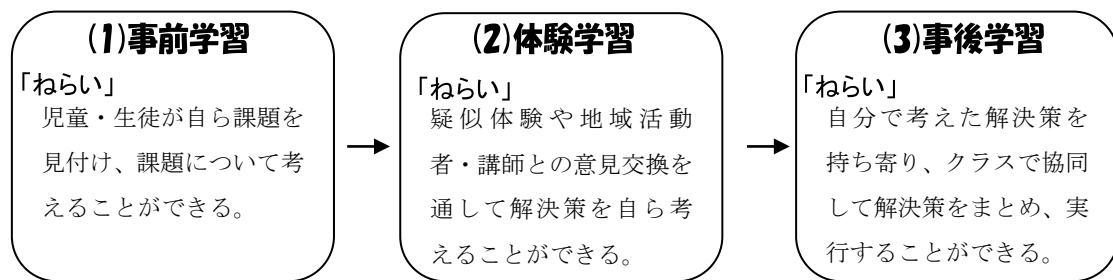 (1)事前学習
「ねらい」
児童・生徒が自ら課題を
見付け、課題について考
えることができる。
(2)体験学習
「ねらい」
疑似体験や地域活動
者・講師との意見交換を
通して解決策を自ら考
えることができる。
(3)事後学習
「ねらい」
自分で考えた解決策を
持ち寄り、クラスで協同
して解決策をまとめ、実
行することができる。